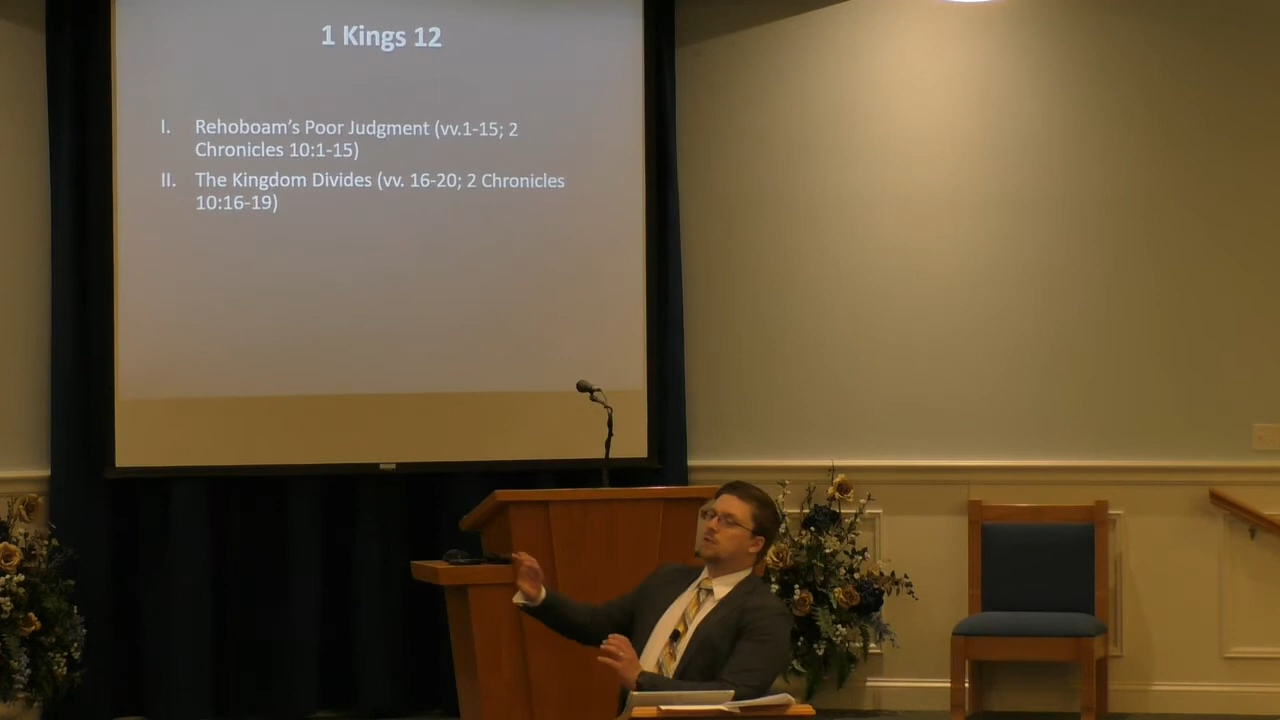 1 Kings 12
I. Rehoboam's Poor Judgment (vv.1-15; 2
Chronicles 10:1-15)
II. The Kingdom Divides (vv. 16-20; 2 Chronicles
10:16-19)